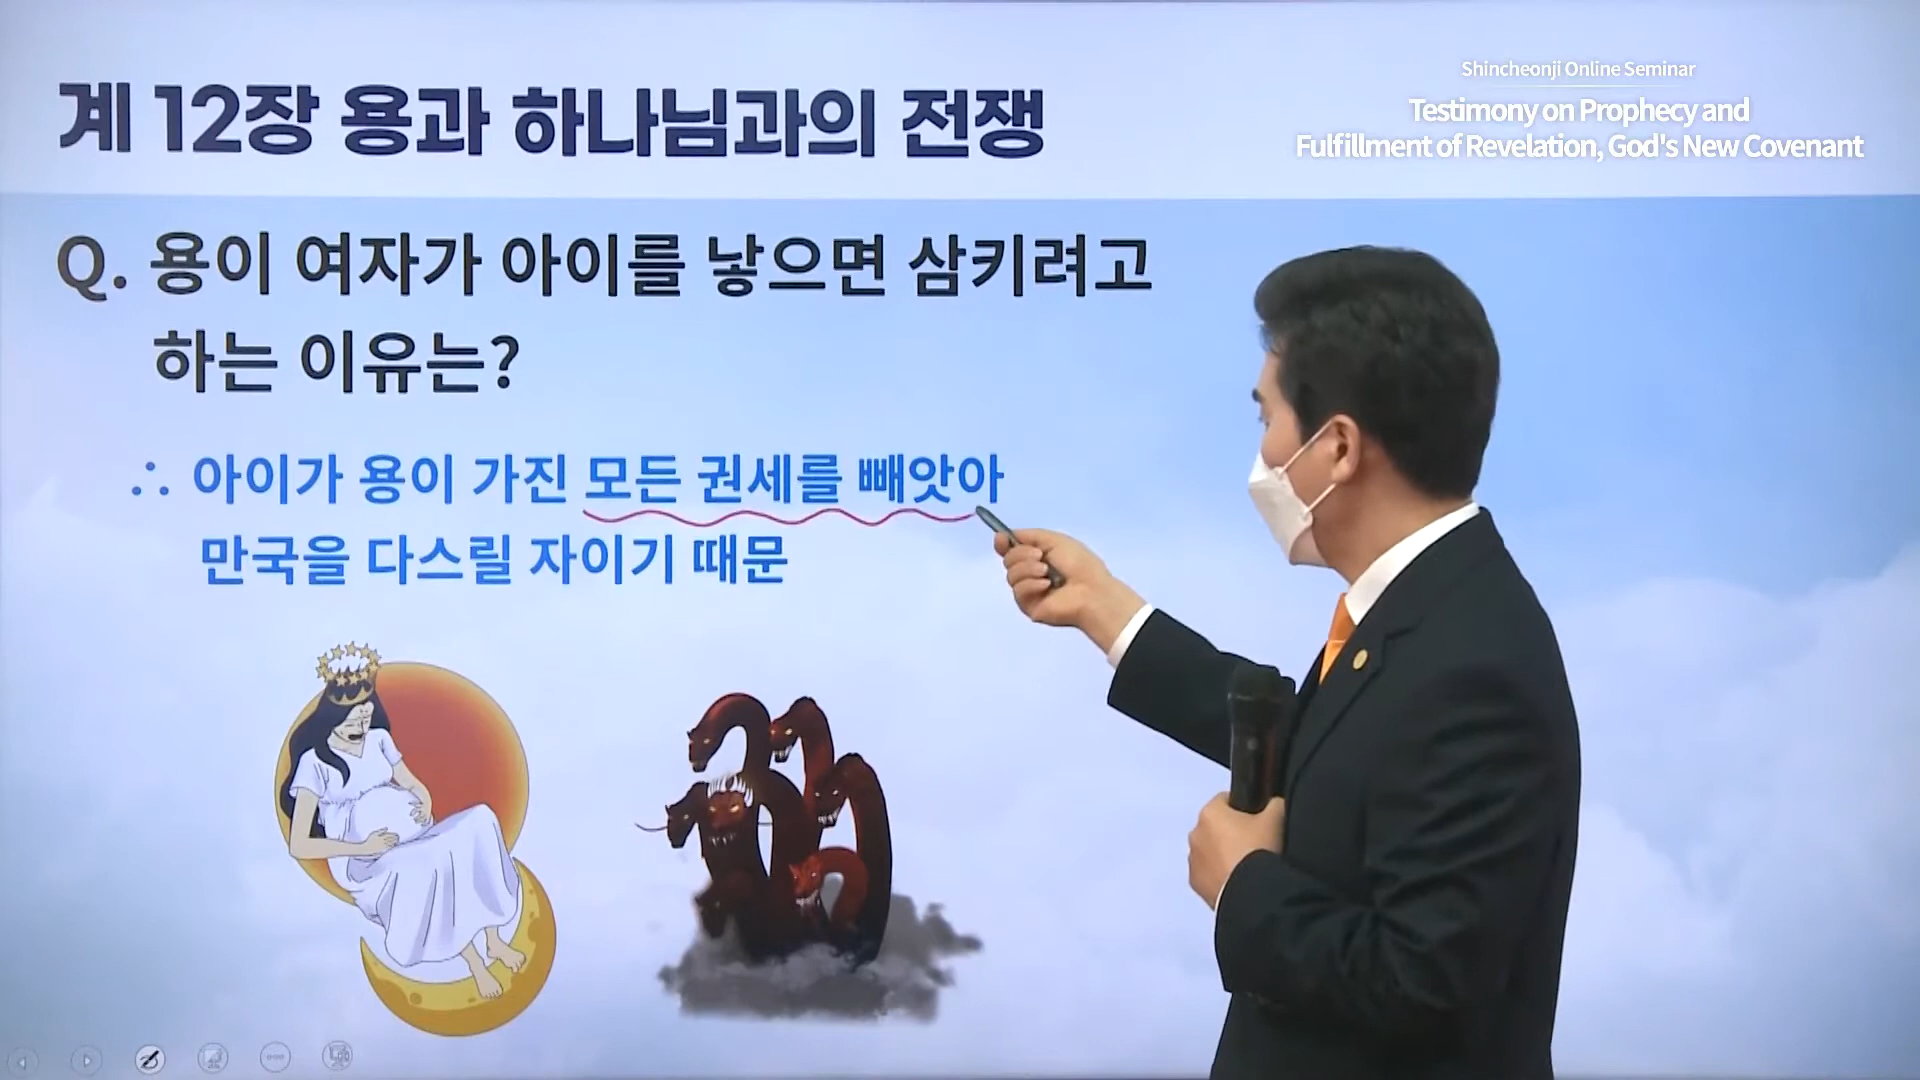 계 12장 용과 하나님과의 전쟁
Shincheonji Online Seminar
Testimony on Prophecy and
Fulfillment of Revelation, God's New Covenant
Q. 용이 여자가 아이를 낳으면 삼키려고
하는 이유는?
∴ 아이가 용이 가진 모든 권세를 빼앗아
만국을 다스릴 자이기 때문